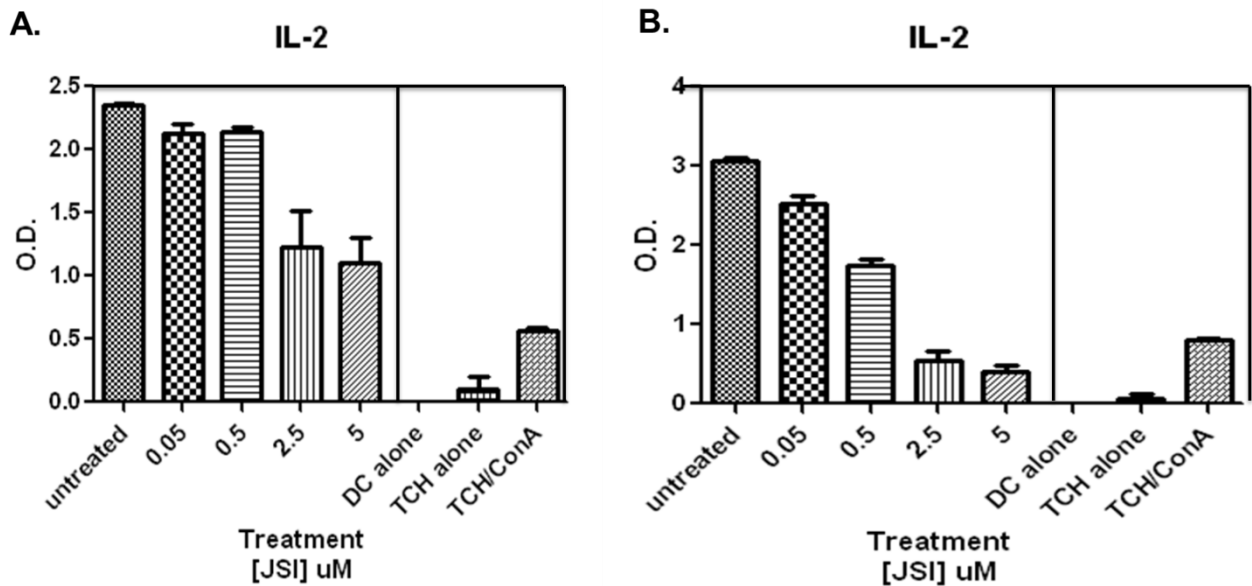 A.
IL-2
2.5
2.0
1.5
1.0
0.5
0.0
O.D.
untreated
0.05
0.5
2.5
5
DC alone
TCH alone
TCH/ConA
Treatment
[JSI] uM
B.
IL-2
4
3
2
1
0
O.D.
untreated
0.05
0.5
2.5
5
DC alone
TCH alone
TCH/ConA
Treatment
[JSI] uM